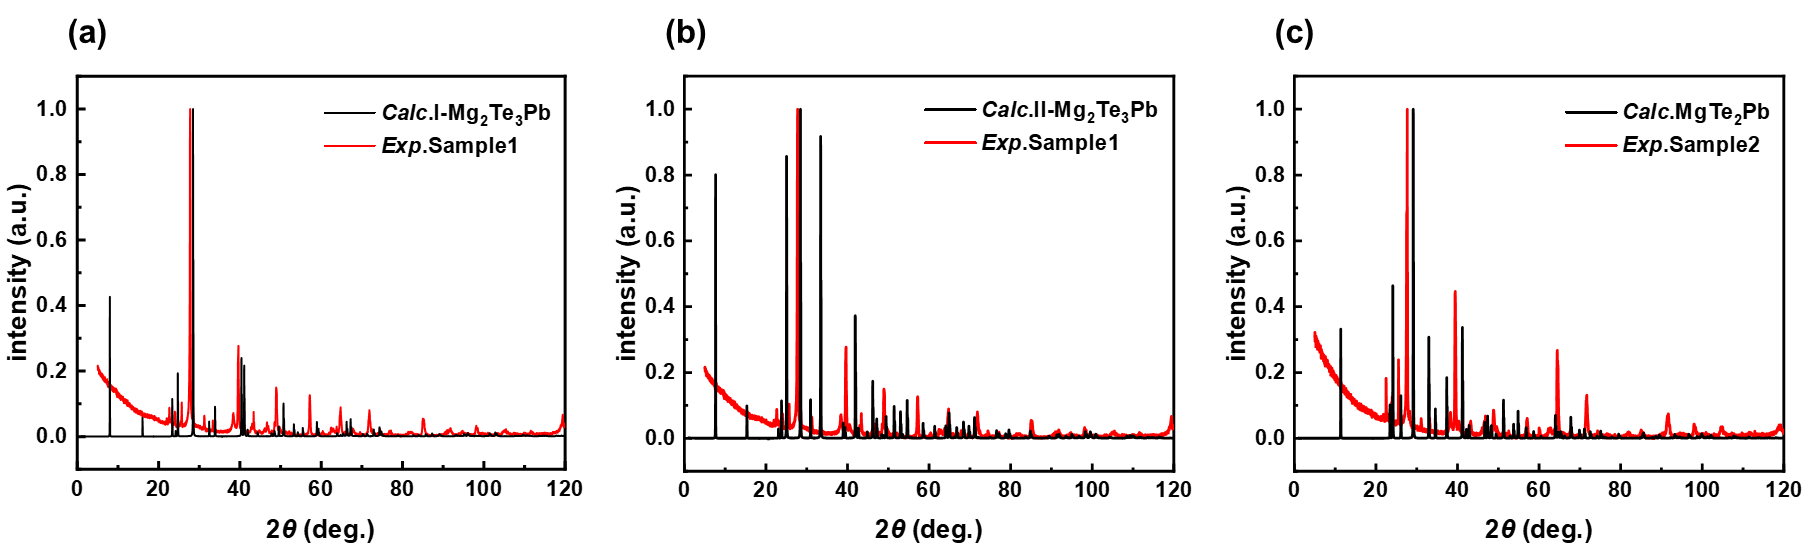 (a)
Calc.I-Mg₂Te₃Pb
Exp.Sample1
intensity (a.u.)
1.0
0.8
0.6
0.4
0.2
0.0
0 20 40 60 80 100 120
2θ (deg.)
(b)
Calc.II-Mg₂Te₃Pb
Exp.Sample1
intensity (a.u.)
1.0
0.8
0.6
0.4
0.2
0.0
0 20 40 60 80 100 120
2θ (deg.)
(c)
Calc.MgTe₂Pb
Exp.Sample2
intensity (a.u.)
1.0
0.8
0.6
0.4
0.2
0.0
0 20 40 60 80 100 120
2θ (deg.)